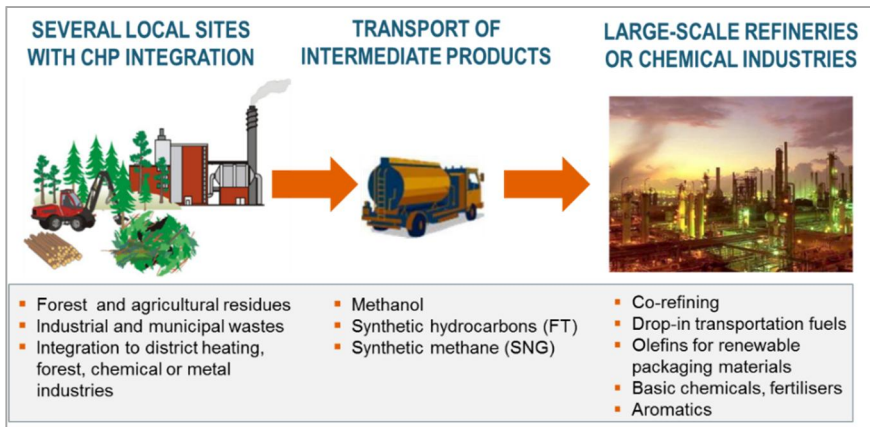 SEVERAL LOCAL SITES
WITH CHP INTEGRATION
TRANSPORT OF
INTERMEDIATE PRODUCTS
LARGE-SCALE REFINERIES
OR CHEMICAL INDUSTRIES
▪ Forest and agricultural residues
▪ Industrial and municipal wastes
▪ Integration to district heating,
forest, chemical or metal
industries
▪ Methanol
▪ Synthetic hydrocarbons (FT)
▪ Synthetic methane (SNG)
▪ Co-refining
▪ Drop-in transportation fuels
▪ Olefins for renewable
packaging materials
▪ Basic chemicals, fertilisers
▪ Aromatics